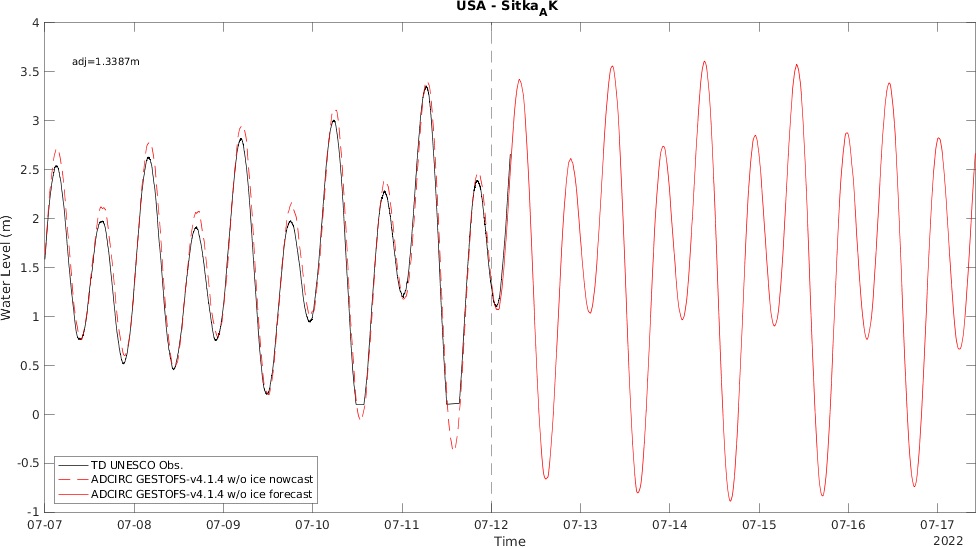 USA - Sitka_AK
adj=1.3387m
Water Level (m)
4
3.5
3
2.5
2
1.5
1
0.5
0
-0.5
-1
TD UNESCO Obs.
ADCIRC GESTOFS-v4.1.4 w/o ice nowcast
ADCIRC GESTOFS-v4.1.4 w/o ice forecast
07-07 07-08 07-09 07-10 07-11 07-12 07-13 07-14 07-15 07-16 07-17
Time
2022